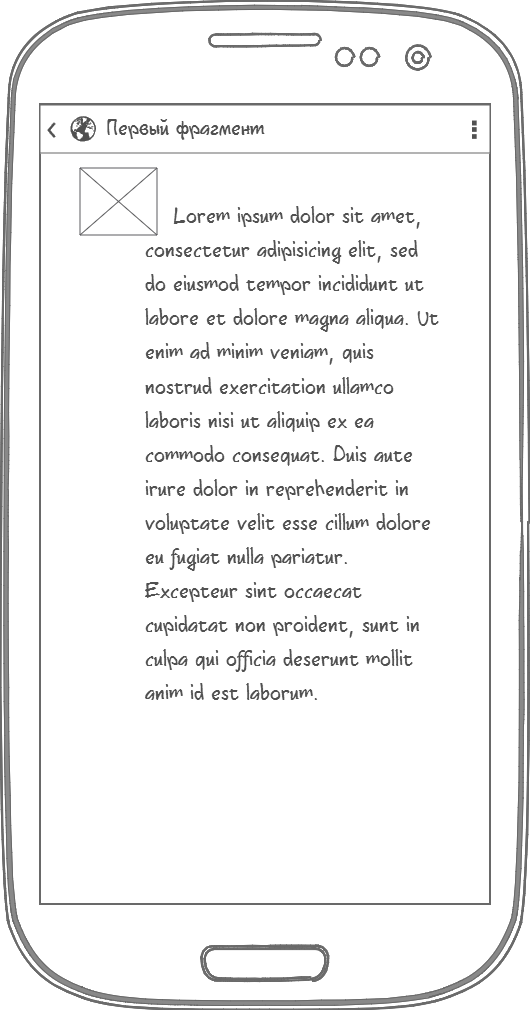 Первый фрагмент
Lorem ipsum dolor sit amet,
consectetur adipisicing elit, sed
do eiusmod tempor incididunt ut
labore et dolore magna aliqua. Ut
enim ad minim veniam, quis
nostrud exercitation ullamco
laboris nisi ut aliquip ex ea
commodo consequat. Duis aute
irure dolor in reprehenderit in
voluptate velit esse cillum dolore
eu fugiat nulla pariatur.
Excepteur sint occaecat
cupidatat non proident, sunt in
culpa qui officia deserunt mollit
anim id est laborum.